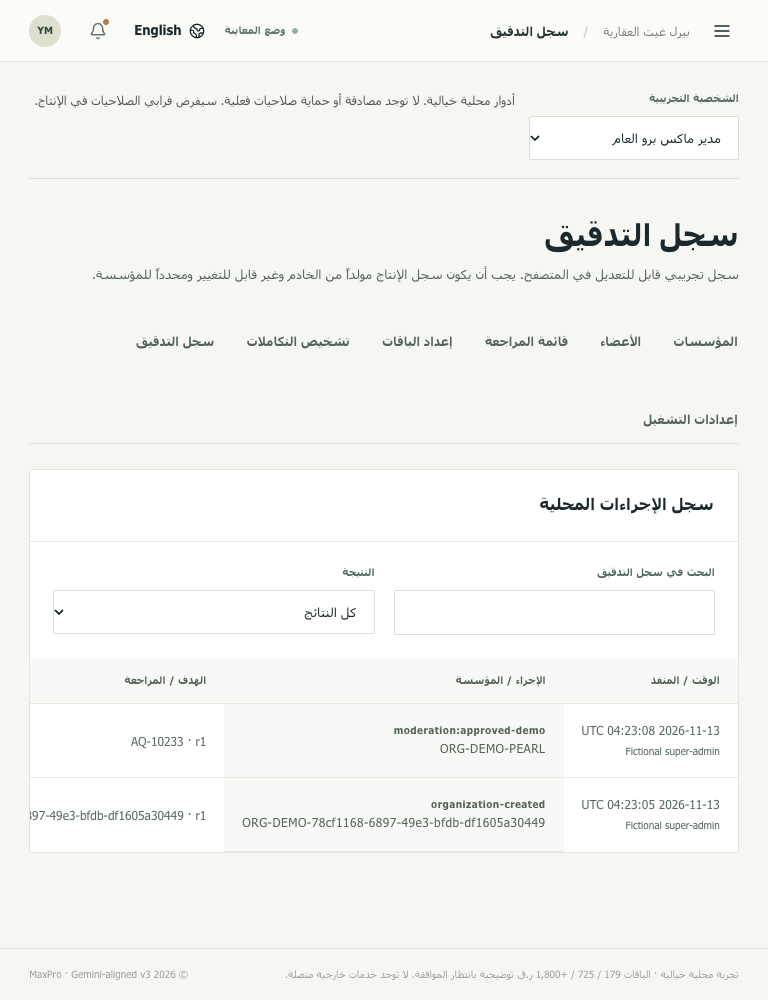 بيرل غيت العقارية / سجل التدقيق
وضع المعاينة
English
YM
الشخصية التجريبية
مدير ماكس برو العام
أدوار محلية خيالية. لا توجد مصادقة أو حماية صلاحيات فعلية. سيفرض فرابي الصلاحيات في الإنتاج.
سجل التدقيق
سجل تجريبي قابل للتعديل في المتصفح. يجب أن يكون سجل الإنتاج مولداً من الخادم وغير قابل للتغيير ومحدداً للمؤسسة.
المؤسسات الأعضاء قائمة المراجعة إعداد الباقات تشخيص التكاملات سجل التدقيق
إعدادات التشغيل
سجل الإجراءات المحلية
البحث في سجل التدقيق
النتيجة
كل النتائج
الوقت / المنفذ الإجراء / المؤسسة الهدف / المراجعة
2026-11-13 04:23:08 UTC
Fictional super-admin
moderation:approved-demo
ORG-DEMO-PEARL
AQ-10233 · r1
2026-11-13 04:23:05 UTC
Fictional super-admin
organization-created
ORG-DEMO-78cf1168-6897-49e3-bfdb-df1605a30449
897-49e3-bfdb-df1605a30449 · r1
تجربة محلية خيالية · الباقات 179 / 725 / +1,800 ر.ق توضيحية بانتظار الموافقة. لا توجد خدمات خارجية متصلة.
© 2026 MaxPro · Gemini-aligned v3